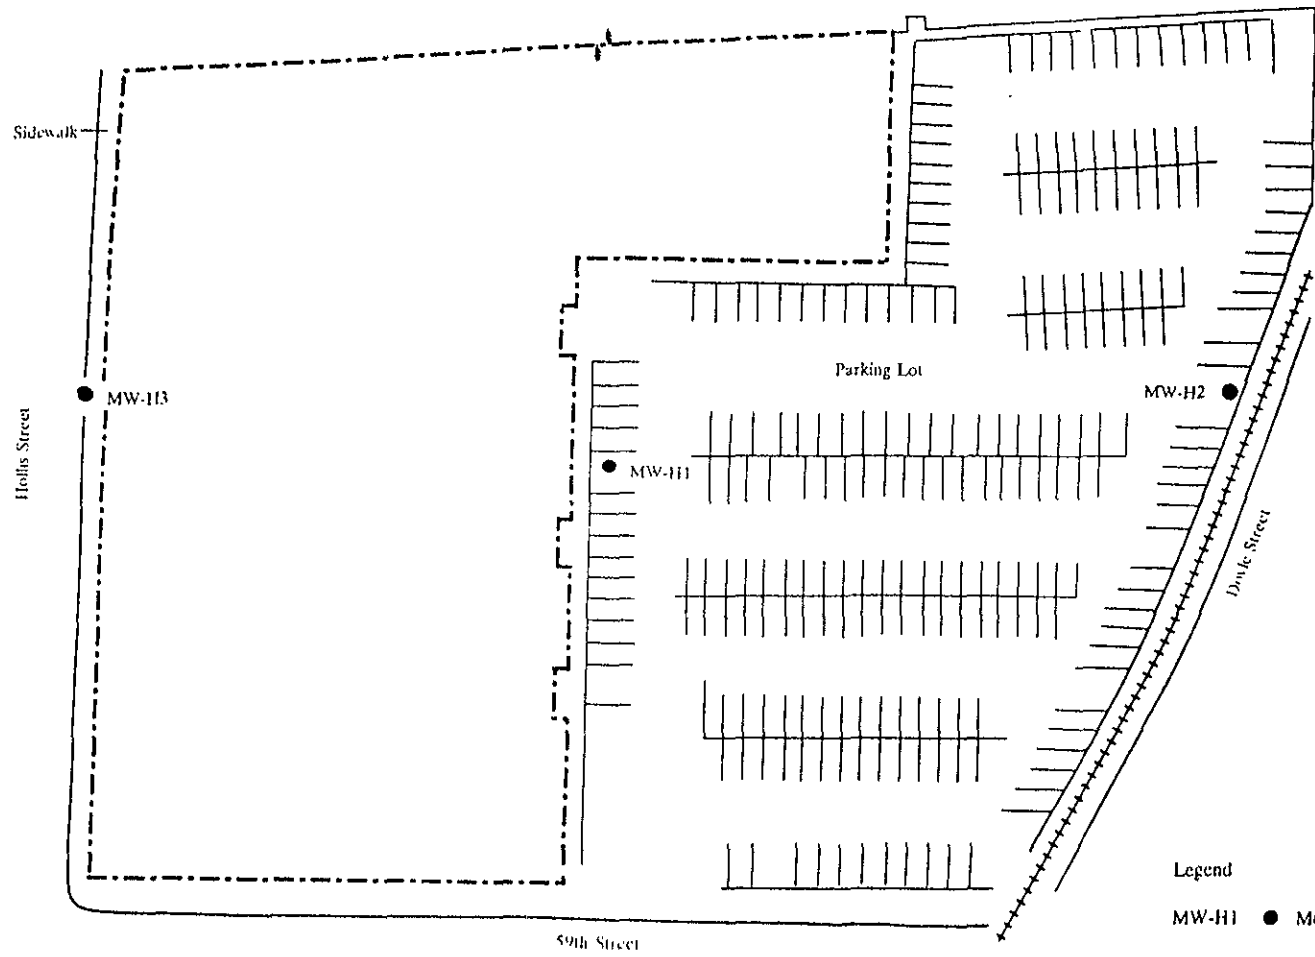 Sidewalk
Parking Lot
MW-H2
MW-H3
Hollis Street
MW-H1
Doyle Street
Legend
MW-H1
59th Street